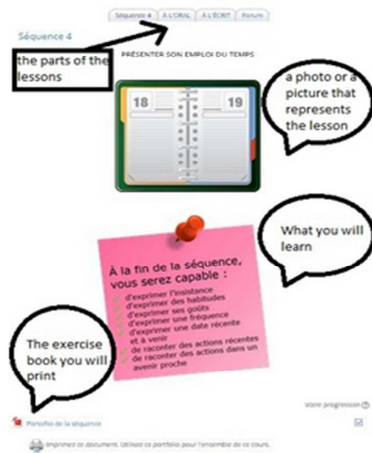 Séquence 4
À L'ORAL
À L'ÉCRIT
Forum
Séquence 4
the parts of the
lessons
PRÉSENTER SON EMPLOI DU TEMPS
18
19
a photo or a
picture that
represents
the lesson
What you will
learn
À la fin de la séquence,
vous serez capable :
d'exprimer l'insistance
d'exprimer des habitudes
d'exprimer ses goûts
d'exprimer une fréquence
d'exprimer une date récente
et à venir
de raconter des actions récentes
de raconter des actions dans un
avenir proche
The exercise
book you will
print
Votre progression
Portofolio de la séquence
Imprimez ce document. Utilisez ce portfolio pour l'ensemble de ce cours.